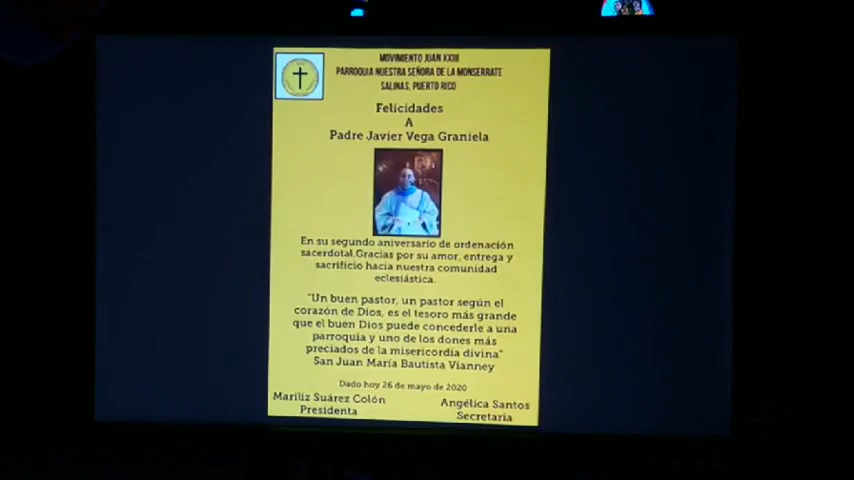 MOVIMIENTO JUAN XXIII
PARROQUIA NUESTRA SEÑORA DE LA MONSERRATE
SALINAS, PUERTO RICO
Felicidades
A
Padre Javier Vega Graniela
En su segundo aniversario de ordenación
sacerdotal.Gracias por su amor, entrega y
sacrificio hacia nuestra comunidad
eclesiástica.
"Un buen pastor, un pastor según el
corazón de Dios, es el tesoro más grande
que el buen Dios puede concederle a una
parroquia y uno de los dones más
preciados de la misericordia divina"
San Juan María Bautista Vianney
Dado hoy 26 de mayo de 2020
Mariliz Suárez Colón
Presidenta
Angélica Santos
Secretaria